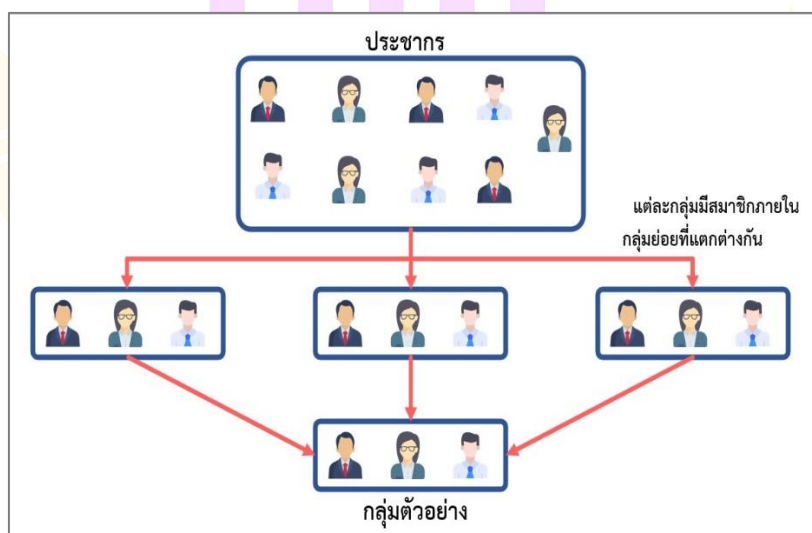 ประชากร
แต่ละกลุ่มมีสมาชิกภายใน
กลุ่มย่อยที่แตกต่างกัน
กลุ่มตัวอย่าง